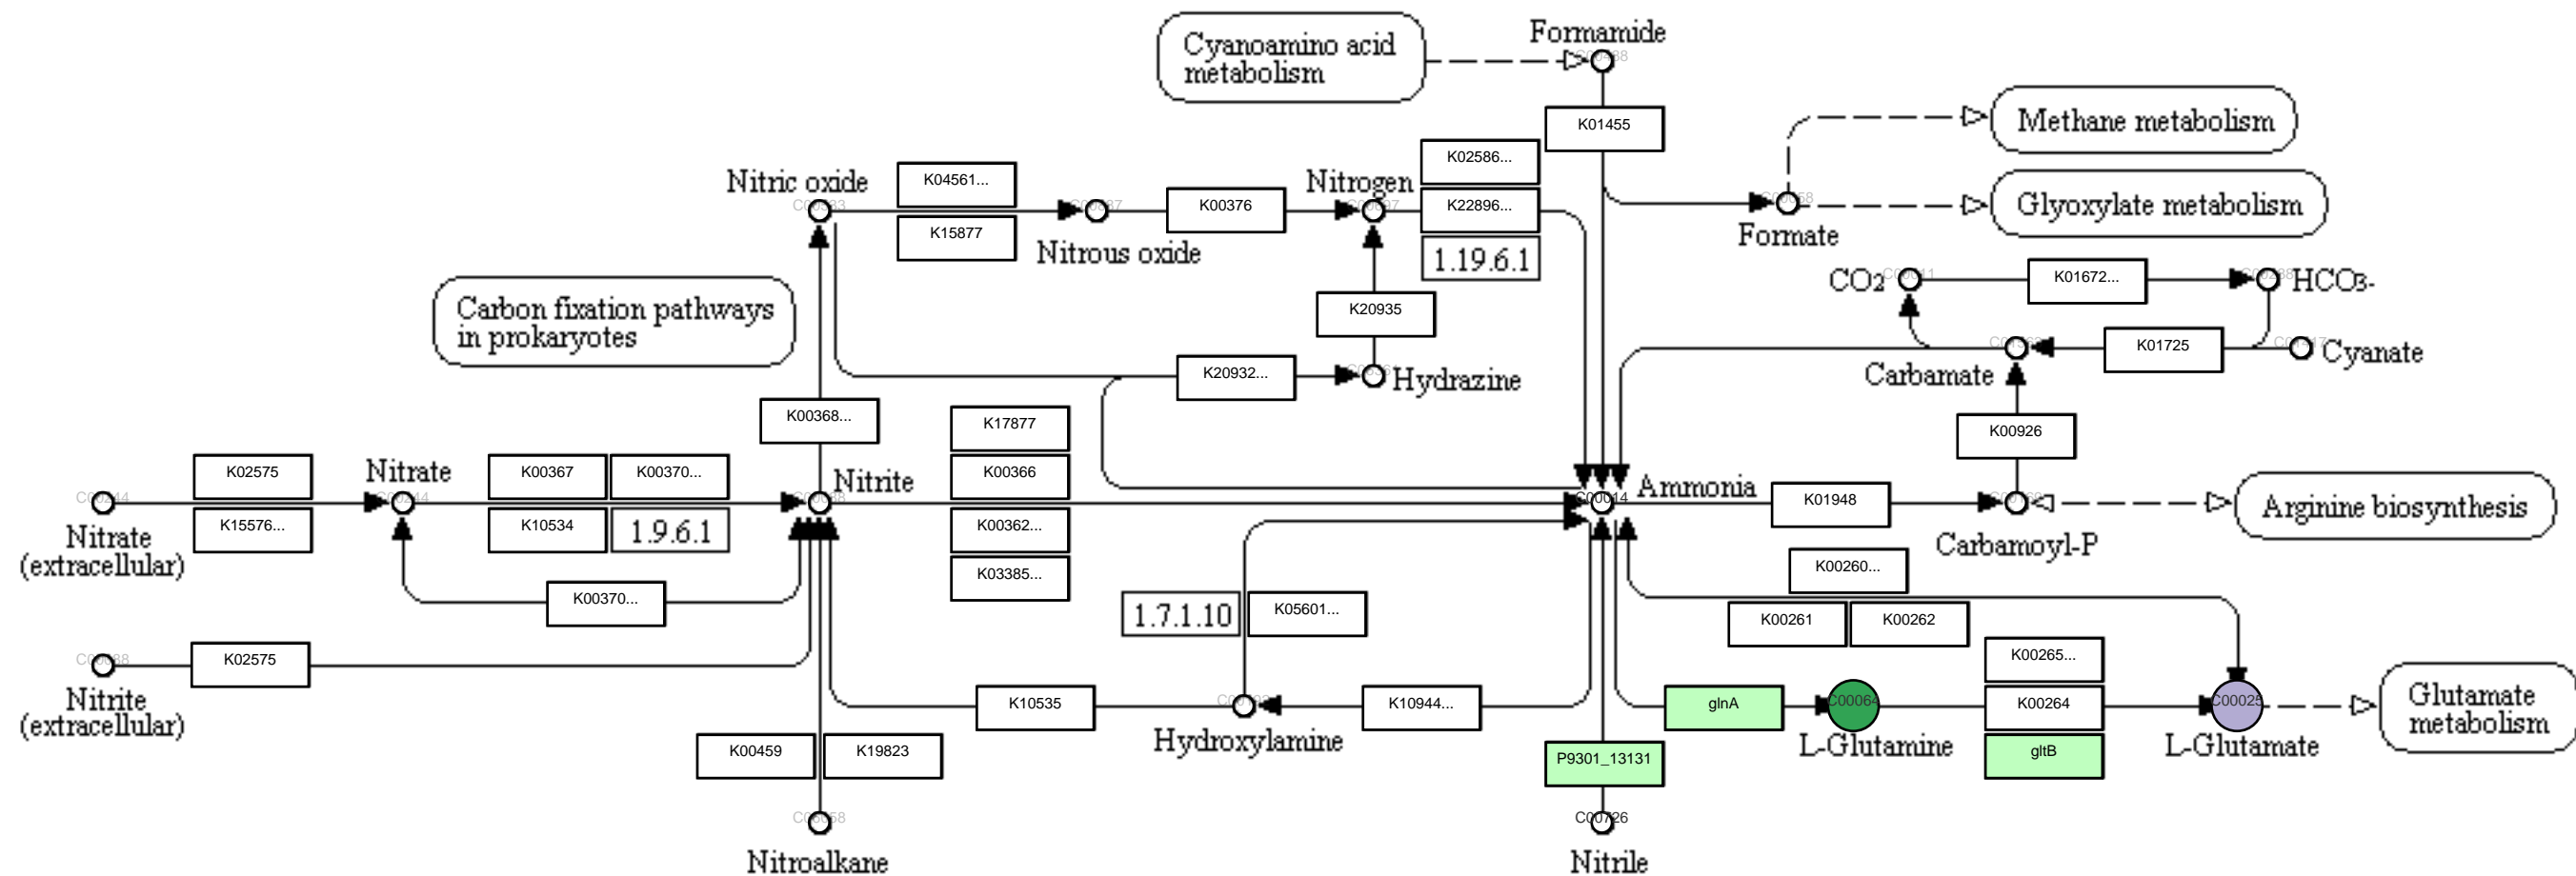 Cyanoamino acid
metabolism
Formamide
K01455
Methane metabolism
Glyoxylate metabolism
Formate
Nitric oxide
K04561...
K15877
Nitrous oxide
K00376
Nitrogen
K02586...
K22896...
1.19.6.1
CO2
K01672...
HCO3-
Carbon fixation pathways
in prokaryotes
K20935
K20932...
Hydrazine
Carbamate
K01725
Cyanate
K00368...
K17877
K00926
K02575
Nitrate
K00367
K00370...
Nitrite
K00366
Ammonia
K01948
Arginine biosynthesis
C00014
K15576...
K10534
1.9.6.1
K00362...
Nitrate
(extracellular)
Carbamoyl-P
K03385...
K00260...
K00370...
1.7.1.10
K05601...
K00261
K00262
K02575
Nitrite
(extracellular)
K10535
K10944...
Hydroxylamine
glnA
C00064
L-Glutamine
K00265...
K00264
gltB
C00025
L-Glutamate
Glutamate
metabolism
K00459
K19823
P9301_13131
Nitroalkane
C00726
Nitrile